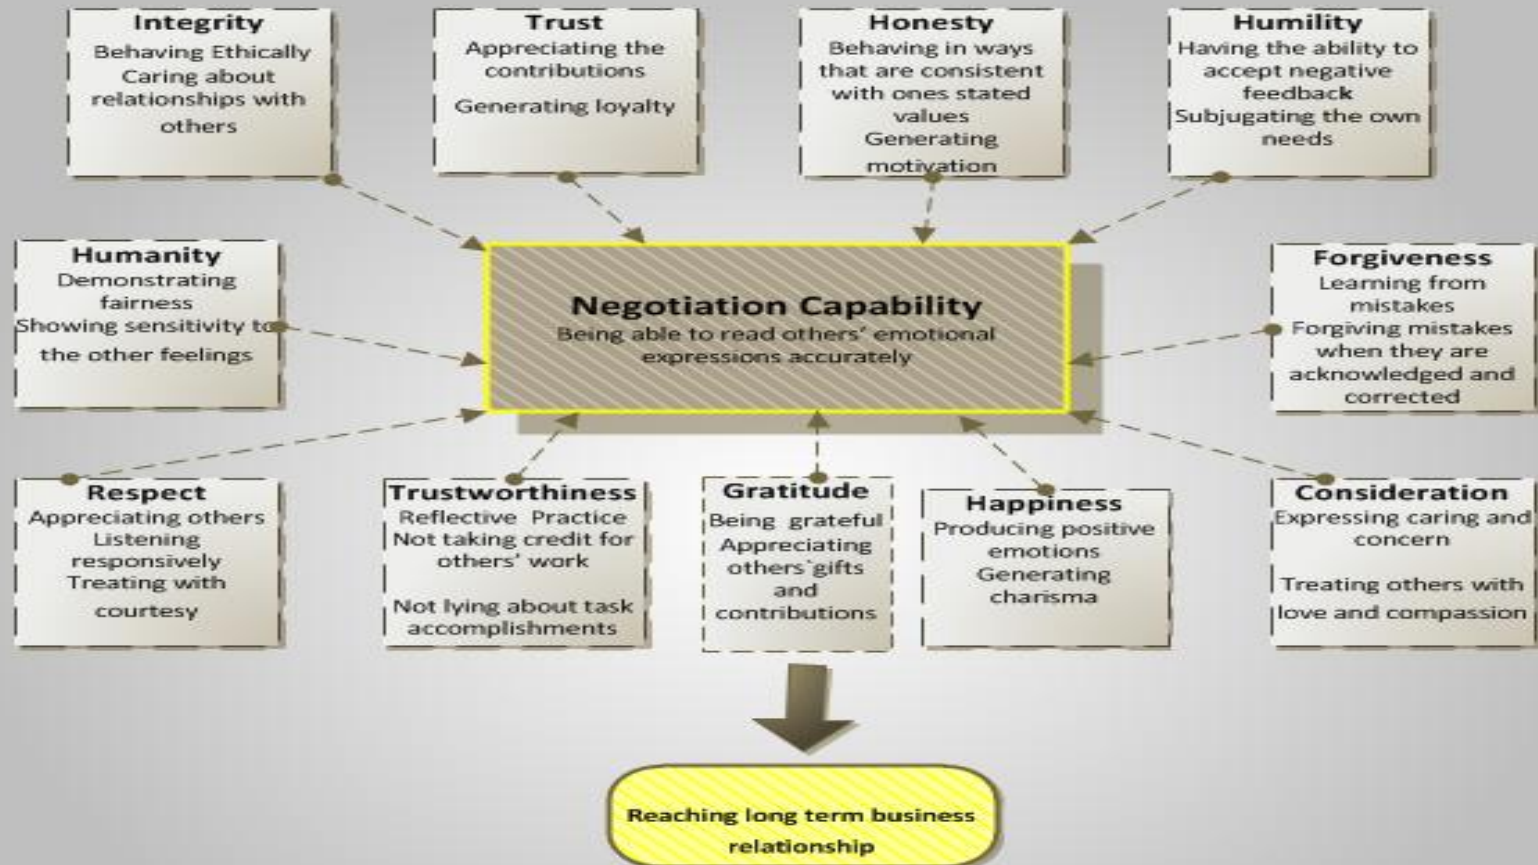 Integrity
Behaving Ethically
Caring about
relationships with
others
Trust
Appreciating the
contributions
Generating loyalty
Honesty
Behaving in ways
that are consistent
with ones stated
values
Generating
motivation
Humility
Having the ability to
accept negative
feedback
Subjugating the own
needs
Humanity
Demonstrating
fairness
Showing sensitivity to
the other feelings
Negotiation Capability
Being able to read others' emotional
expressions accurately
Forgiveness
Learning from
mistakes
Forgiving mistakes
when they are
acknowledged and
corrected
Respect
Appreciating others
Listening
responsively
Treating with
courtesy
Trustworthiness
Reflective Practice
Not taking credit for
others' work
Not lying about task
accomplishments
Gratitude
Being grateful
Appreciating
others`gifts
and
contributions
Happiness
Producing positive
emotions
Generating
charisma
Consideration
Expressing caring and
concern
Treating others with
love and compassion
Reaching long term business
relationship